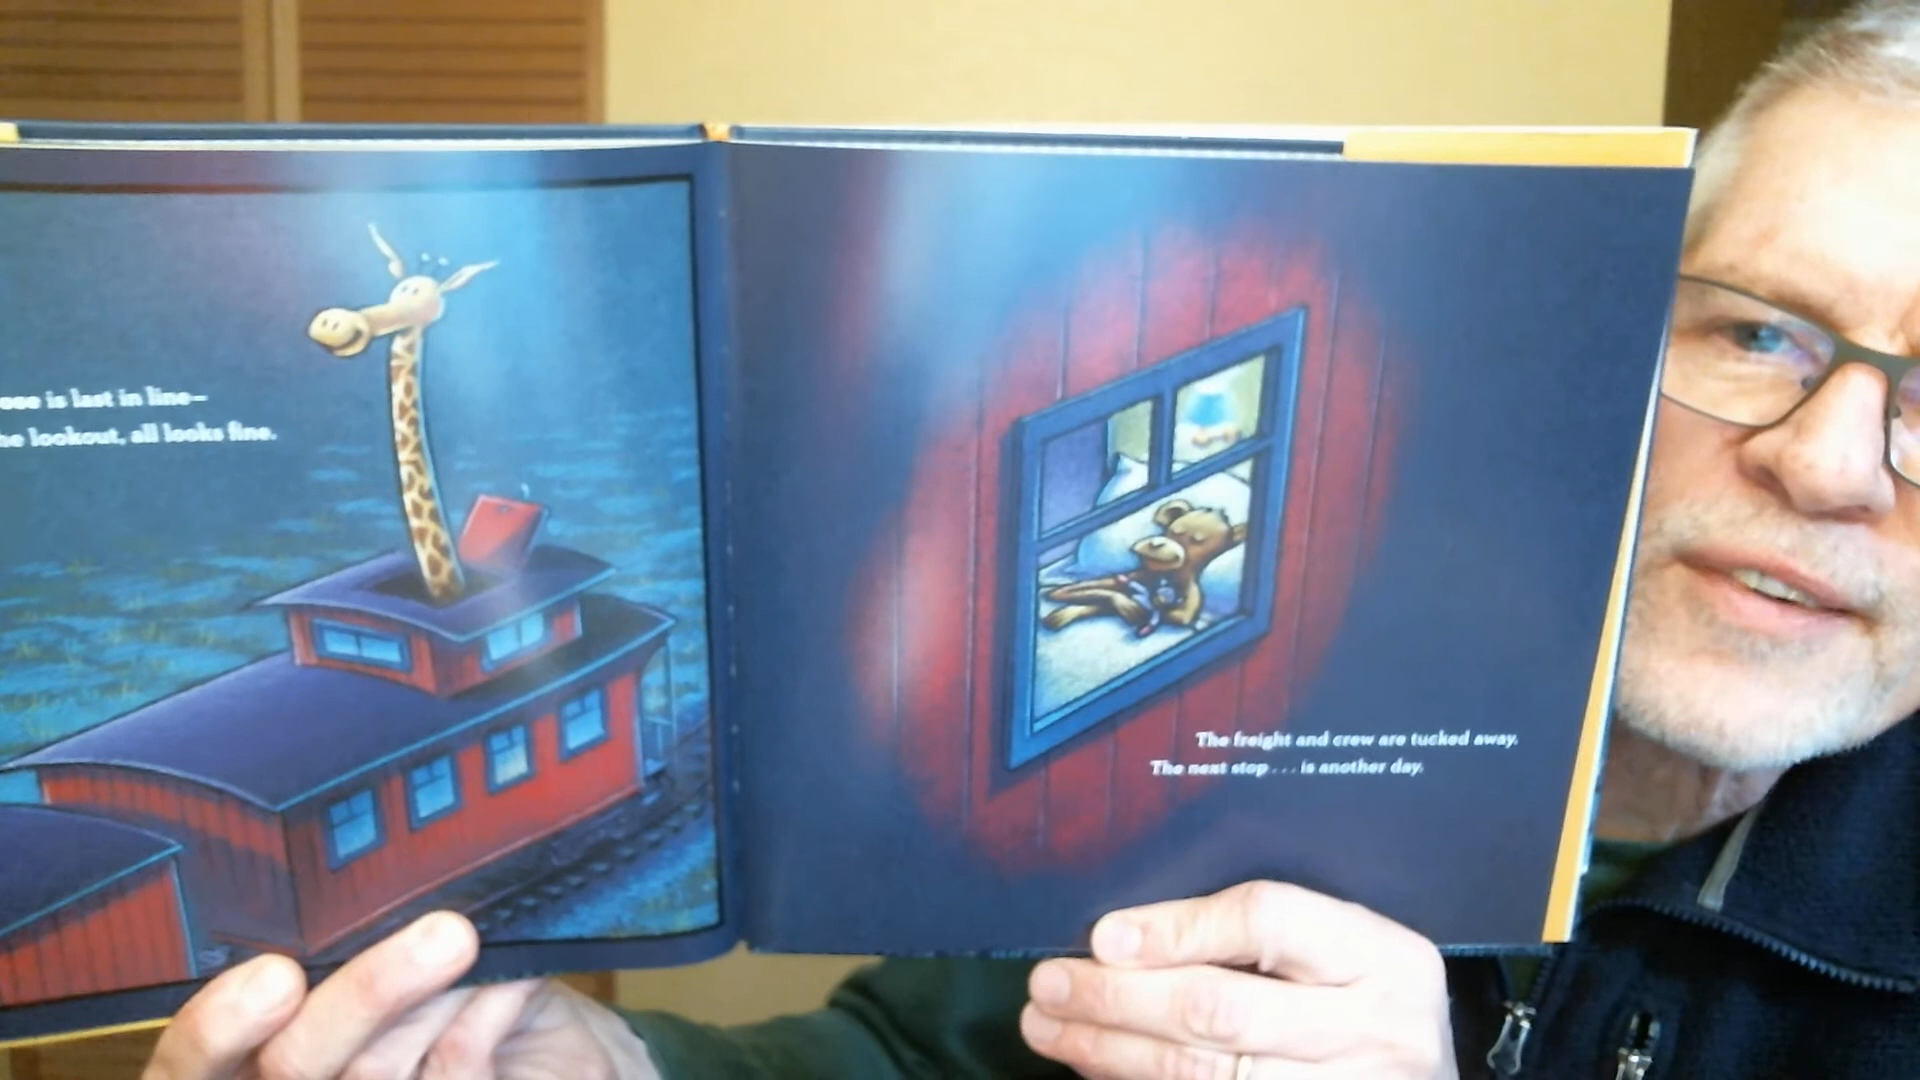 is last in line—
lookout, all looks fine.
The freight and crew are tucked away.
The next stop... is another day.